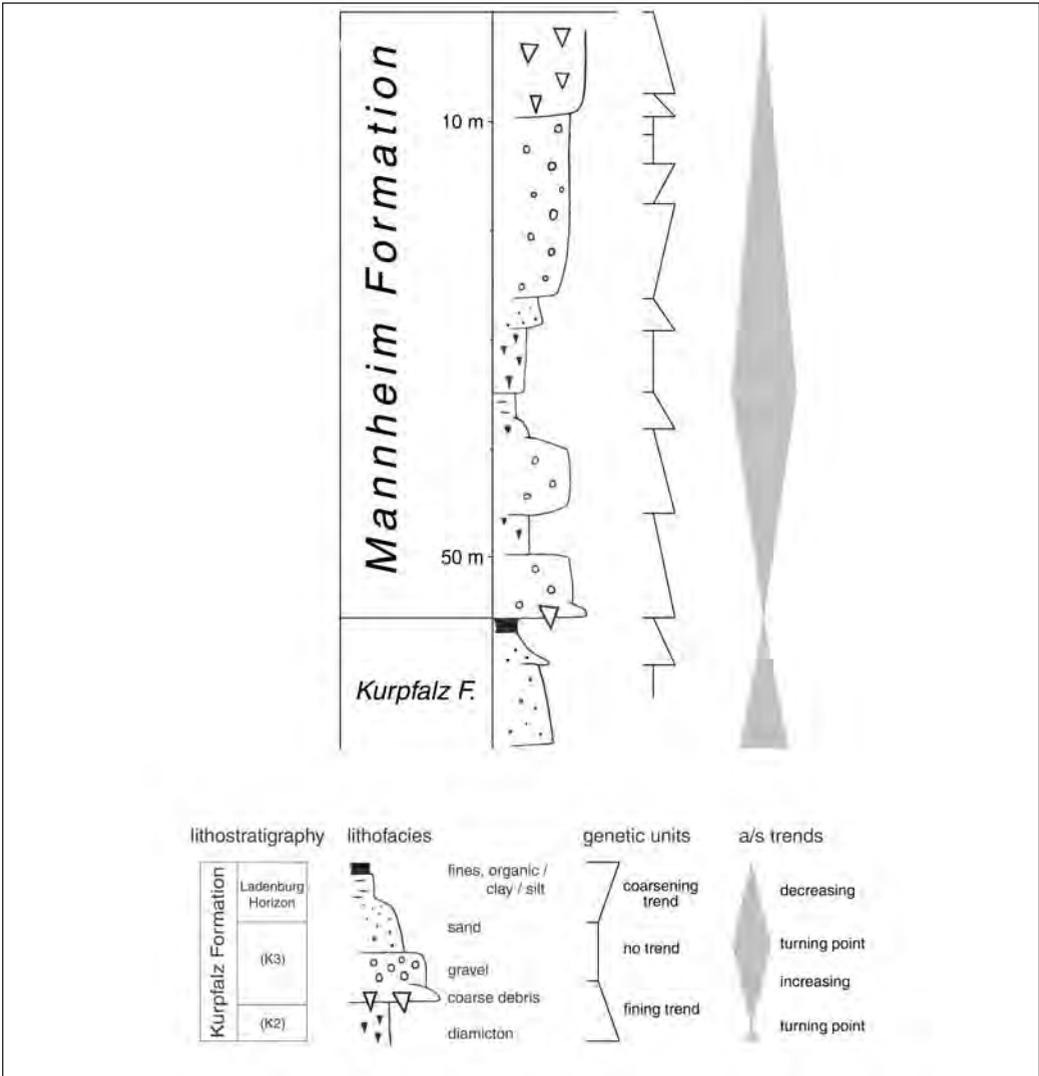 Mannheim Formation
10 m
50 m
Kurpfalz F.
lithostratigraphy
lithofacies
genetic units
a/s trends
Kurpfalz Formation
Ladenburg
Horizon
(K3)
(K2)
fines, organic /
clay / silt
sand
gravel
coarse debris
diamicton
coarsening
trend
no trend
fining trend
decreasing
turning point
increasing
turning point